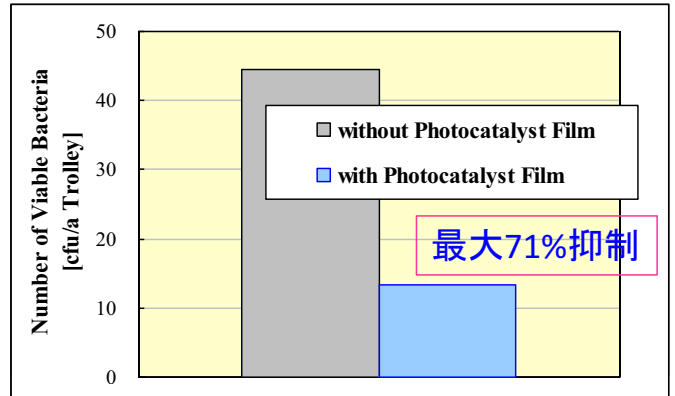 50
40
30
20
10
0
Number of Viable Bacteria
[cfu/a Trolley]
without Photocatalyst Film
with Photocatalyst Film
最大71%抑制